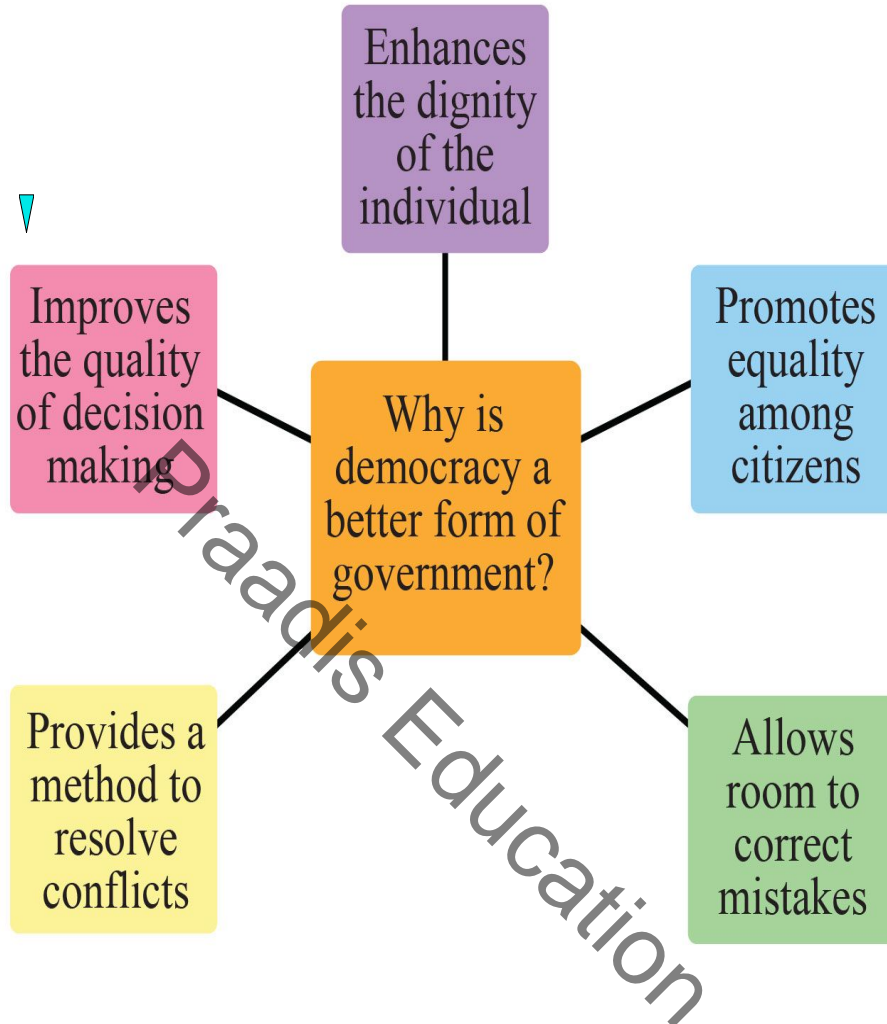 Enhances
the dignity
of the
individual
Improves
the quality
of decision
making
Promotes
equality
among
citizens
Why is
democracy a
better form of
government?
Provides a
method to
resolve
conflicts
Allows
room to
correct
mistakes
Praadis Education